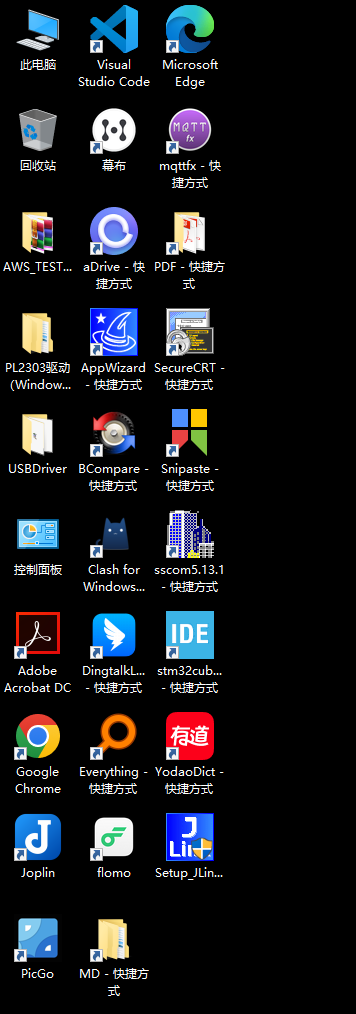 此电脑
Visual
Studio Code
Microsoft
Edge
回收站
幕布
MQTT
fx
mqttfx - 快
捷方式
AWS_TEST...
aDrive - 快
捷方式
PDF - 快捷方
式
PL2303驱动
(Window...
AppWizard
- 快捷方式
SecureCRT -
快捷方式
USBDriver
BCompare -
快捷方式
Snipaste -
快捷方式
控制面板
Clash for
Windows...
sscom5.13.1
- 快捷方式
Adobe
Acrobat DC
DingtalkL...
- 快捷方式
IDE
stm32cub...
- 快捷方式
Google
Chrome
Everything -
快捷方式
有道
YodaoDict -
快捷方式
J
Joplin
flomo
J
Lin
Setup_JLin...
PicGo
MD - 快捷方
式